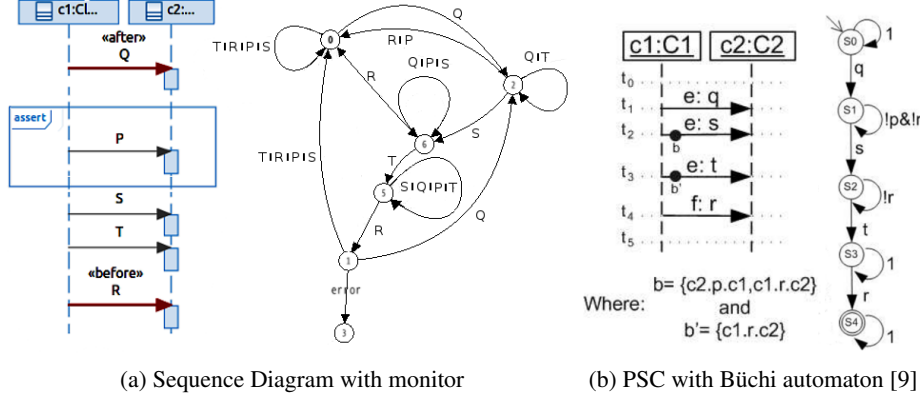 c1:Cl... c2:...
«after»
Q
assert
P
S
T
«before»
R
Q
TIRIPIS
0
RIP
QIPIS
R
2
QIT
6
S
T
TIRIPIS
5
SIQIPIT
R
Q
1
error
3
c1:C1 c2:C2
t0
t1 e: q
t2 e: s
b
t3 e: t
b'
t4 f: r
t5
Where: b= {c2.p.c1,c1.r.c2}
and
b'= {c1.r.c2}
S0 1
q
S1 !p&!r
s
S2 !r
t
S3 1
r
S4 1
(a) Sequence Diagram with monitor
(b) PSC with Büchi automaton [9]